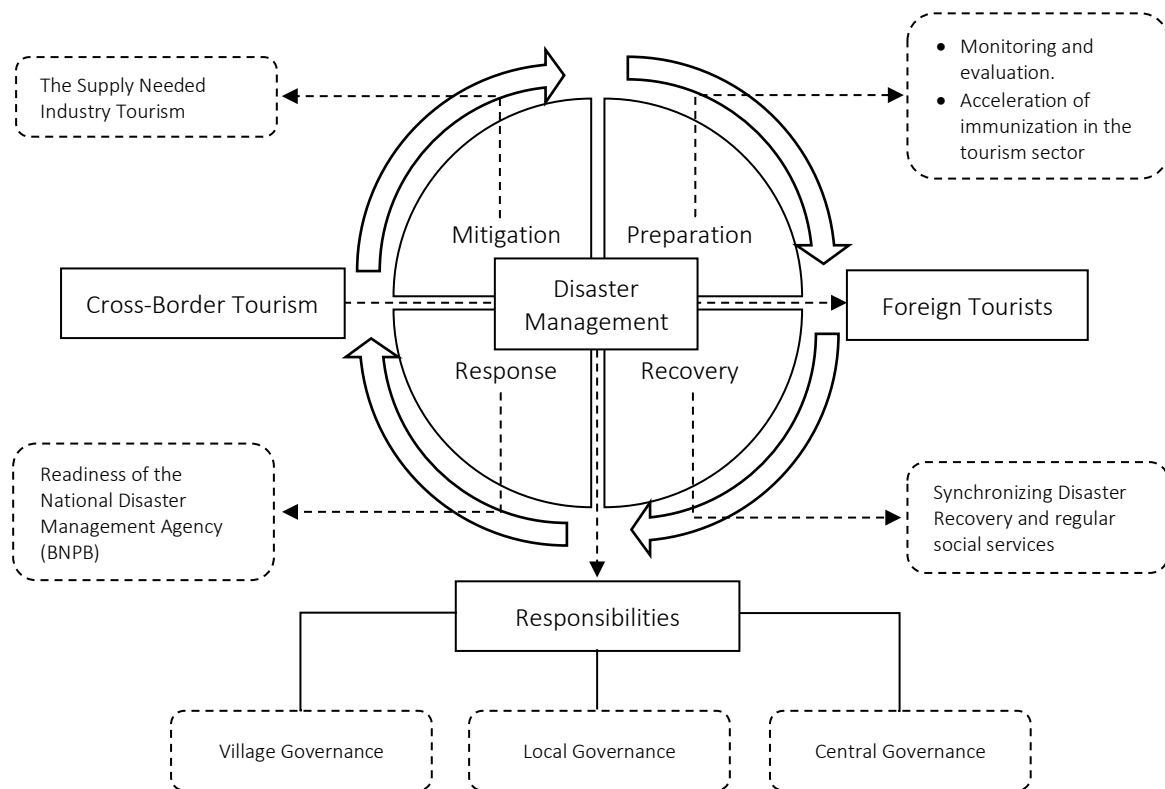 The Supply Needed
Industry Tourism
• Monitoring and
evaluation.
• Acceleration of
immunization in the
tourism sector
Mitigation
Preparation
Cross-Border Tourism
Disaster
Management
Foreign Tourists
Response
Recovery
Readiness of the
National Disaster
Management Agency
(BNPB)
Synchronizing Disaster
Recovery and regular
social services
Responsibilities
Village Governance
Local Governance
Central Governance